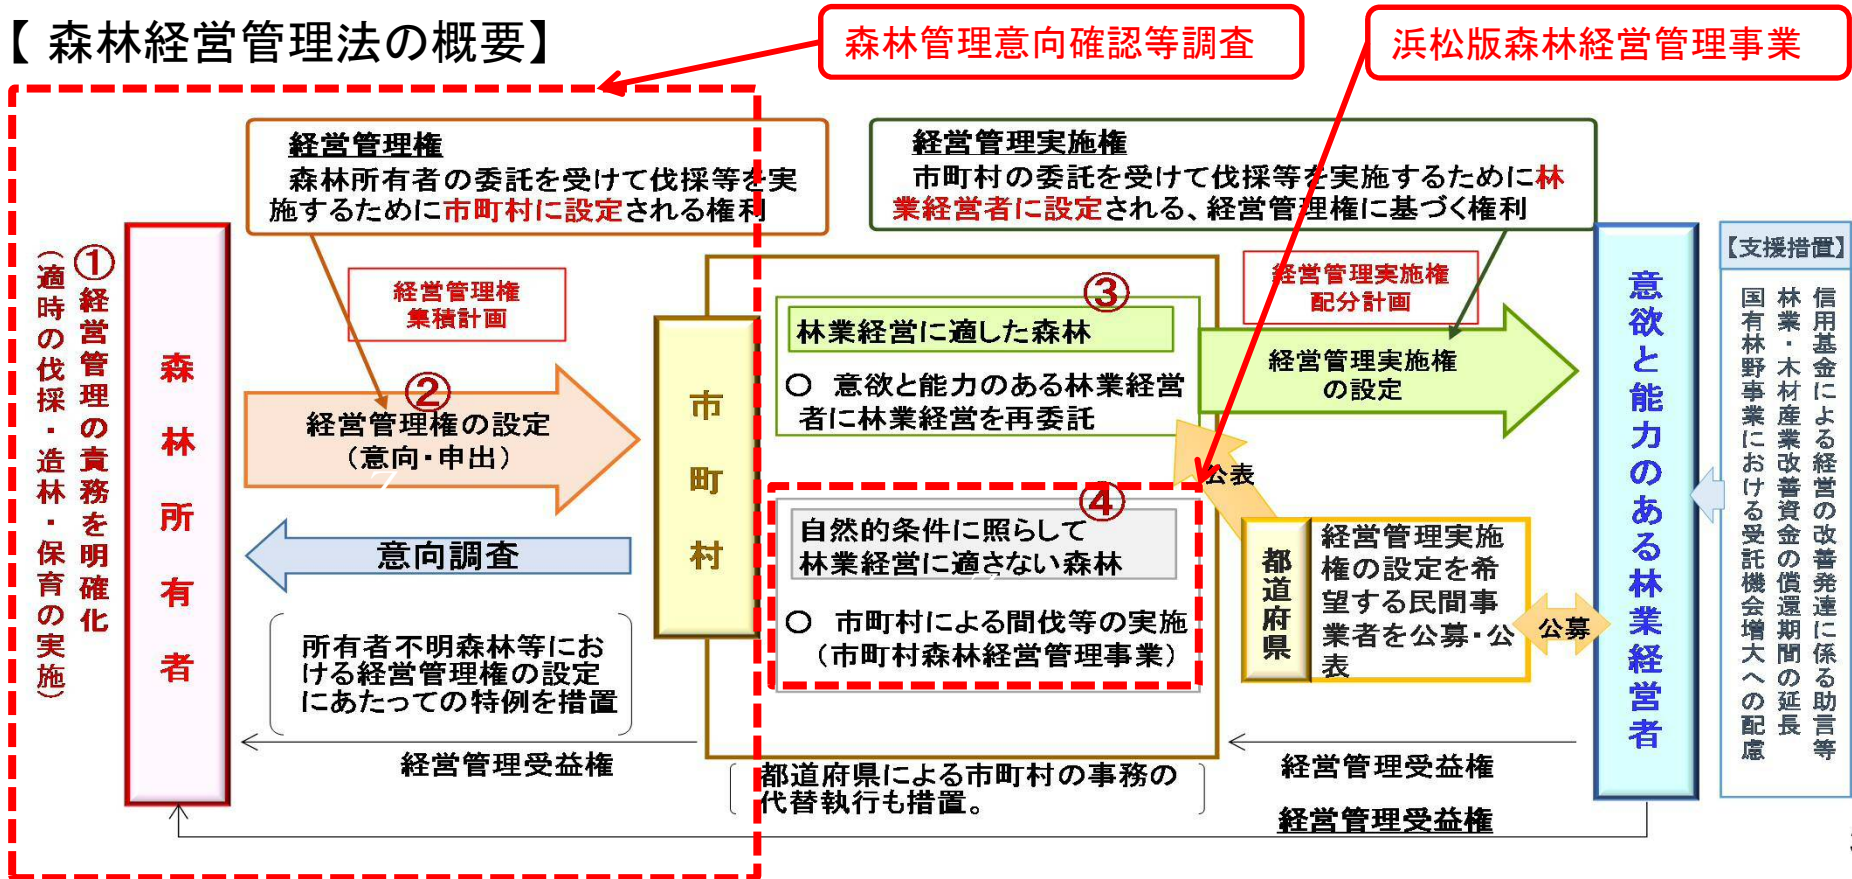 【 森林経営管理法の概要】
森林管理意向確認等調査
浜松版森林経営管理事業
経営管理権
森林所有者の委託を受けて伐採等を実
施するために市町村に設定される権利
経営管理実施権
市町村の委託を受けて伐採等を実施するために林
業経営者に設定される、経営管理権に基づく権利
①経営管理の責務を明確化
(適時の伐採・造林・保育の実施)
森林所有者
経営管理権
集積計画
②
経営管理権の設定
(意向・申出)
意向調査
所有者不明森林等にお
ける経営管理権の設定
にあたっての特例を措置
経営管理受益権
市町村
③
林業経営に適した森林
○ 意欲と能力のある林業経営
者に林業経営を再委託
④
自然的条件に照らして
林業経営に適さない森林
○ 市町村による間伐等の実施
(市町村森林経営管理事業)
都道府県による市町村の事務の
代替執行も措置。
経営管理実施権
配分計画
経営管理実施権
の設定
公表
都道府県
経営管理実施
権の設定を希
望する民間事
業者を公募・公
表
公募
経営管理受益権
経営管理受益権
意欲と能力のある林業経営者
【支援措置】
信用基金による経営の改善発達に係る助言等
林業・木材産業改善資金の償還期間の延長
国有林野事業における受託機会増大への配慮